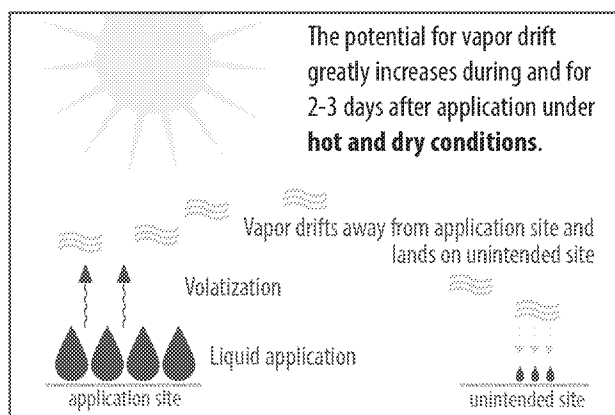 The potential for vapor drift
greatly increases during and for
2-3 days after application under
hot and dry conditions.
Vapor drifts away from application site and
lands on unintended site
Volatization
Liquid application
application site
unintended site